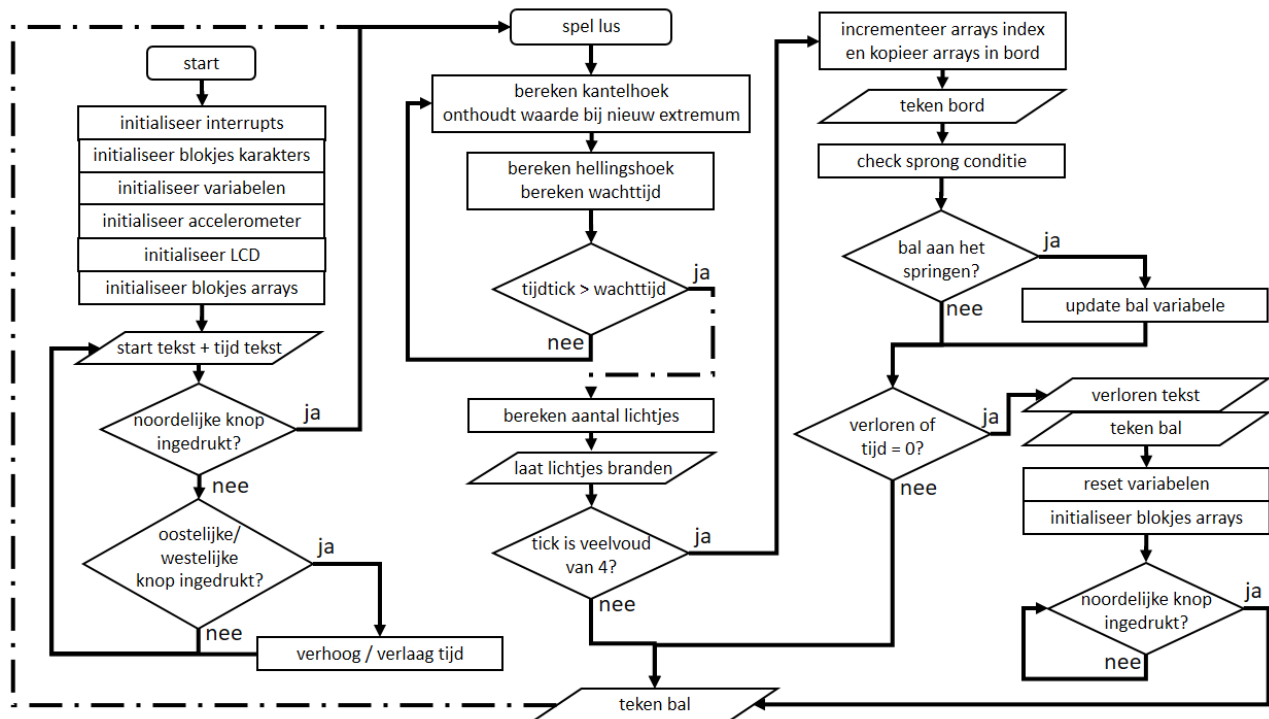 start
initialiseer interrupts
initialiseer blokjes karakters
initialiseer variabelen
initialiseer accelerometer
initialiseer LCD
initialiseer blokjes arrays
start tekst + tijd tekst
noordelijke knop
ingedrukt?
ja
nee
oostelijke/
westelijke
knop ingedrukt?
ja
nee
verhoog / verlaag tijd
spel lus
bereken kantelhoek
onthoudt waarde bij nieuw extremum
bereken hellingshoek
bereken wachttijd
tijdtick > wachttijd
ja
nee
bereken aantal lichtjes
laat lichtjes branden
tick is veelvoud
van 4?
ja
nee
teken bal
incrementeer arrays index
en kopieer arrays in bord
teken bord
check sprong conditie
bal aan het
springen?
ja
nee
update bal variabele
verloren of
tijd = 0?
ja
nee
verloren tekst
teken bal
reset variabelen
initialiseer blokjes arrays
noordelijke knop
ingedrukt?
ja
nee